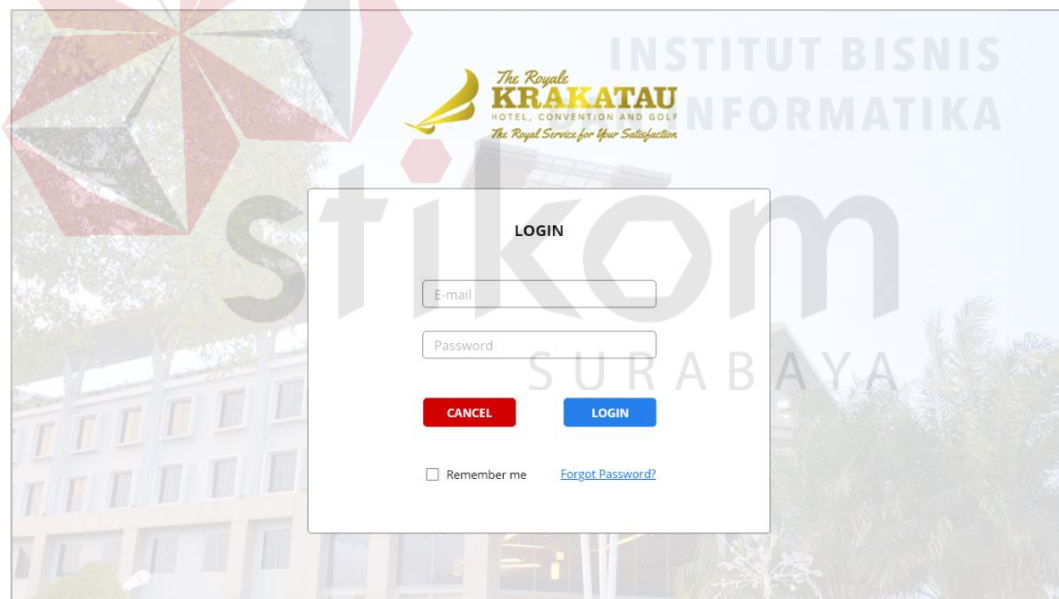 INSTITUT BISNIS
DAN INFORMATIKA
The Royale
KRAKATAU
HOTEL, CONVENTION AND GOLF
The Royal Service for Your Satisfaction
stikom
SURABAYA
LOGIN
E-mail
Password
CANCEL
LOGIN
Remember me
Forgot Password?